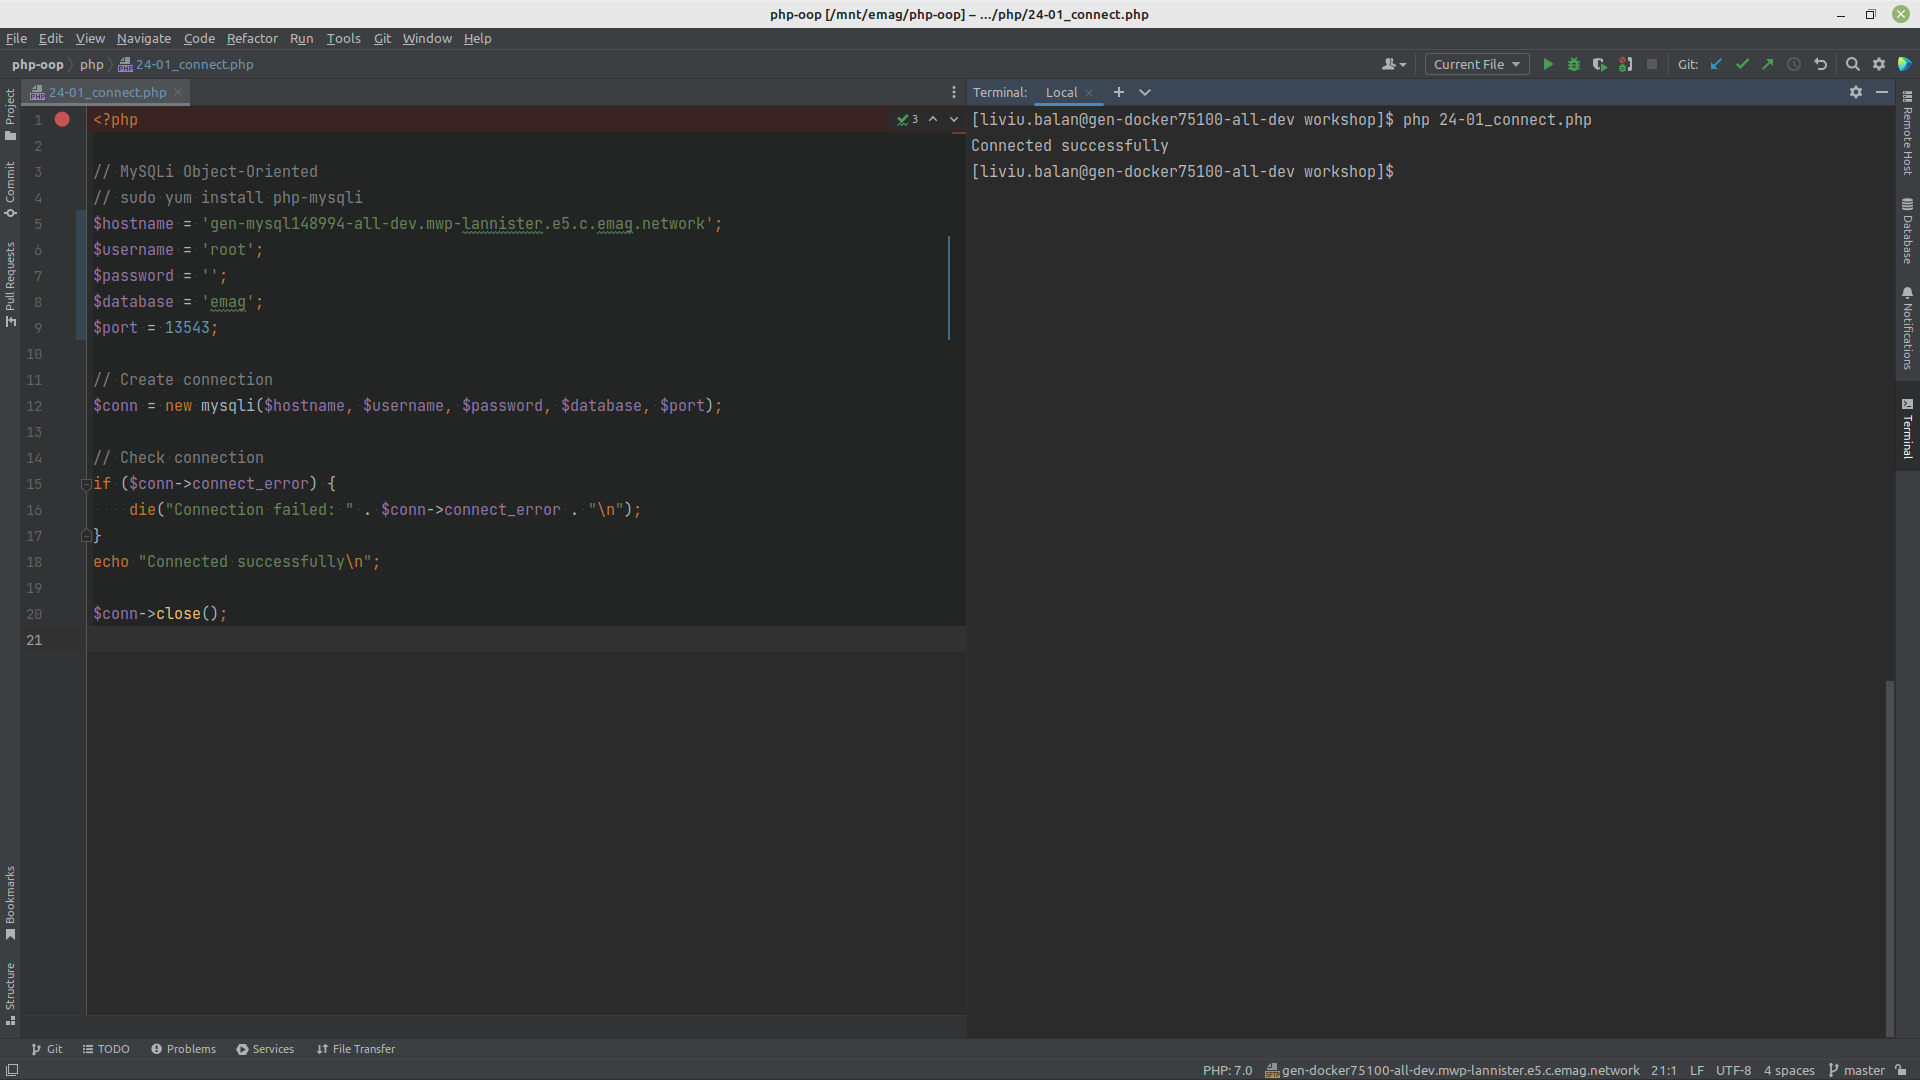 php-oop [/mnt/emag/php-oop] – .../php/24-01_connect.php
File Edit View Navigate Code Refactor Run Tools Git Window Help
php-oop php 24-01_connect.php
Current File Git:
24-01_connect.php
Terminal: Local
Project
Commit
Pull Requests
Bookmarks
Structure
1 <?php
3
2
3 // MySQLi Object-Oriented
4 // sudo yum install php-mysqli
5 $hostname = 'gen-mysql148994-all-dev.mwp-lannister.e5.c.emag.network';
6 $username = 'root';
7 $password = '';
8 $database = 'emag';
9 $port = 13543;
10
11 // Create connection
12 $conn = new mysqli($hostname, $username, $password, $database, $port);
13
14 // Check connection
15 if ($conn->connect_error) {
16 die("Connection failed: " . $conn->connect_error . "\n");
17 }
18 echo "Connected successfully\n";
19
20 $conn->close();
21
[liviu.balan@gen-docker75100-all-dev workshop]$ php 24-01_connect.php
Connected successfully
[liviu.balan@gen-docker75100-all-dev workshop]$
Remote Host
Database
Notifications
Terminal
Git TODO Problems Services File Transfer
PHP: 7.0 gen-docker75100-all-dev.mwp-lannister.e5.c.emag.network 21:1 LF UTF-8 4 spaces master